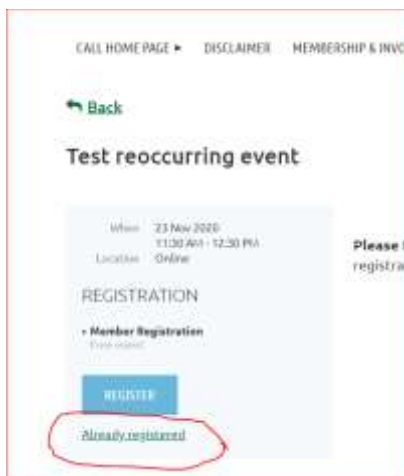 CALL HOME PAGE ▸ DISCLAIMER MEMBERSHIP & INVO
Back
Test reoccurring event
When 23 Nov 2020
11:30 AM - 12:30 PM
Location Online
Please
registra
REGISTRATION
• Member Registration
REGISTER
Already registered